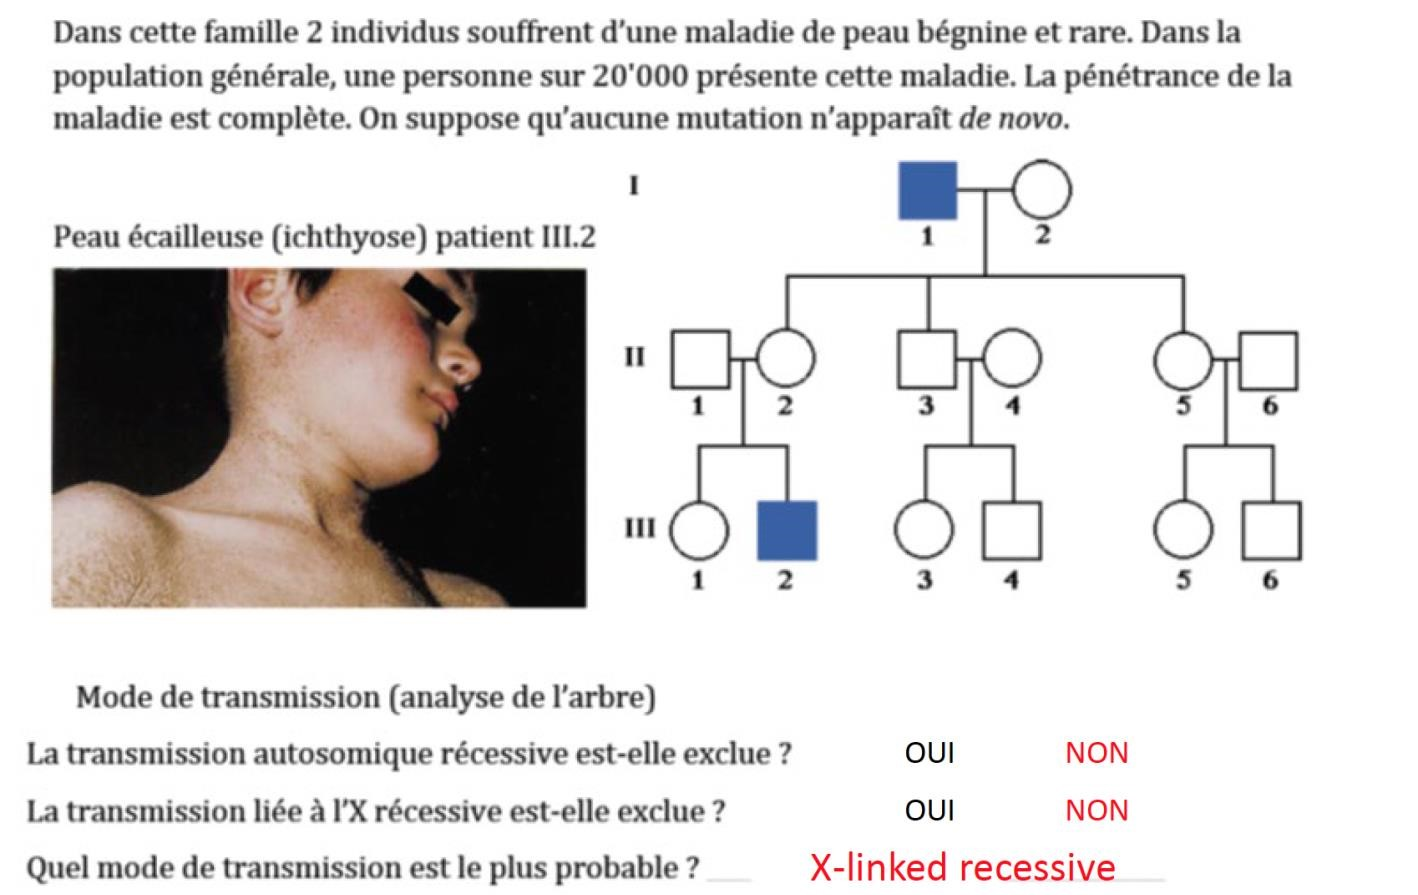 Dans cette famille 2 individus souffrent d'une maladie de peau bégnine et rare. Dans la
population générale, une personne sur 20'000 présente cette maladie. La pénétrance de la
maladie est complète. On suppose qu'aucune mutation n'apparaît de novo.
I
1 2
Peau écailleuse (ichthyose) patient III.2
II
1 2 3 4 5 6
III
1 2 3 4 5 6
Mode de transmission (analyse de l'arbre)
La transmission autosomique récessive est-elle exclue ? OUI NON
La transmission liée à l'X récessive est-elle exclue ? OUI NON
Quel mode de transmission est le plus probable ? X-linked recessive